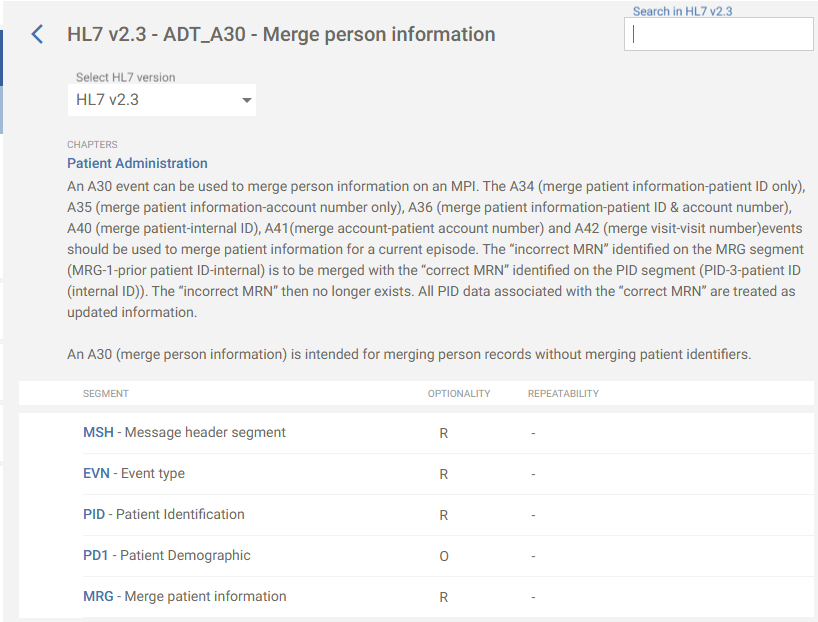 Search in HL7 v2.3
HL7 v2.3 - ADT_A30 - Merge person information
Select HL7 version
HL7 v2.3
CHAPTERS
Patient Administration
An A30 event can be used to merge person information on an MPI. The A34 (merge patient information-patient ID only),
A35 (merge patient information-account number only), A36 (merge patient information-patient ID & account number),
A40 (merge patient-internal ID), A41(merge account-patient account number) and A42 (merge visit-visit number)events
should be used to merge patient information for a current episode. The “incorrect MRN” identified on the MRG segment
(MRG-1-prior patient ID-internal) is to be merged with the “correct MRN” identified on the PID segment (PID-3-patient ID
(internal ID)). The “incorrect MRN” then no longer exists. All PID data associated with the “correct MRN” are treated as
updated information.
An A30 (merge person information) is intended for merging person records without merging patient identifiers.
SEGMENT OPTIONALITY REPEATABILITY
MSH - Message header segment R -
EVN - Event type R -
PID - Patient Identification R -
PD1 - Patient Demographic O -
MRG - Merge patient information R -